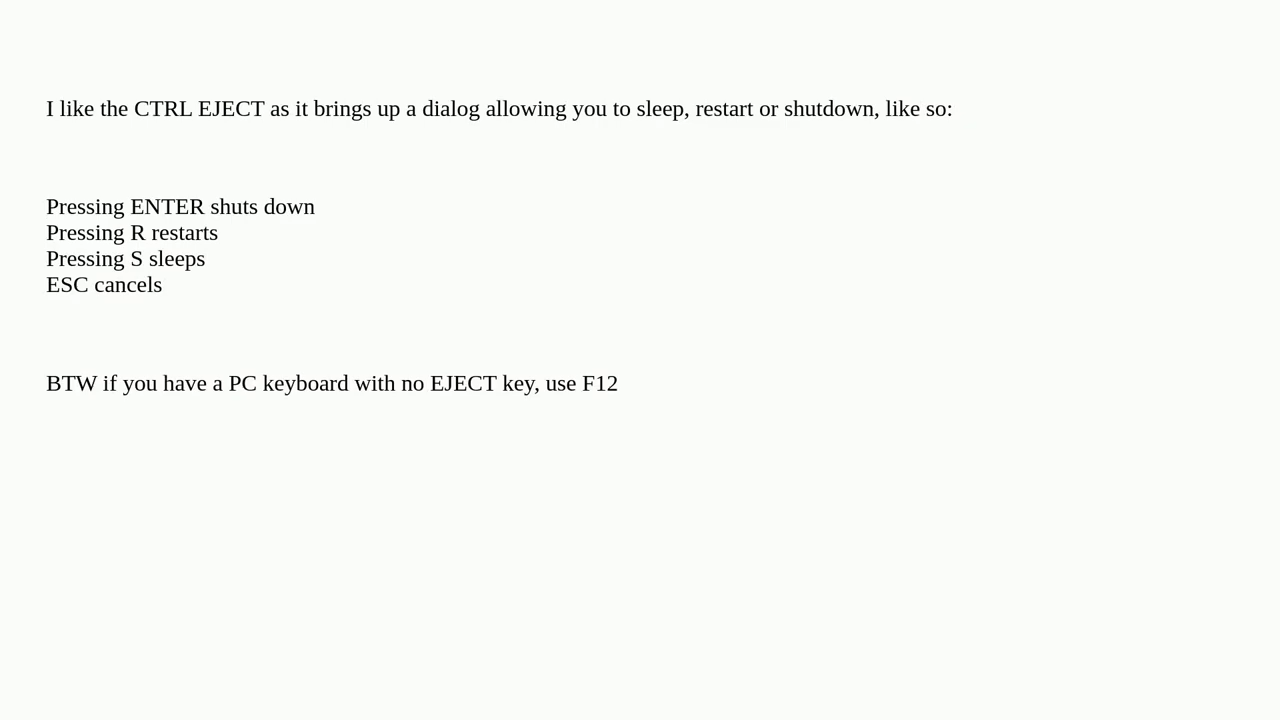 I like the CTRL EJECT as it brings up a dialog allowing you to sleep, restart or shutdown, like so:
Pressing ENTER shuts down
Pressing R restarts
Pressing S sleeps
ESC cancels
BTW if you have a PC keyboard with no EJECT key, use F12